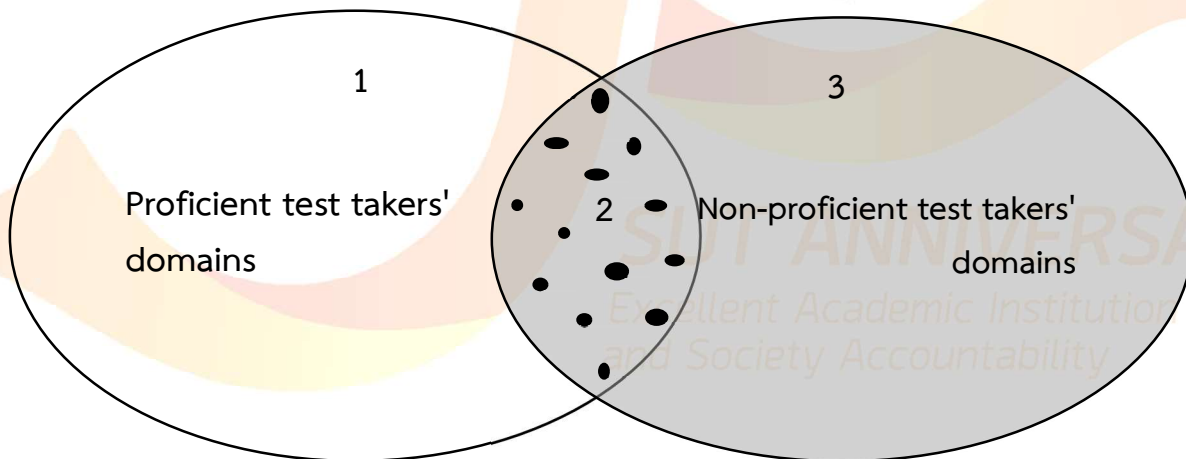 1
3
Proficient test takers'
domains
2
Non-proficient test takers'
domains
SUT ANNIVERSA
Excellent Academic Institution
and Society Accountability